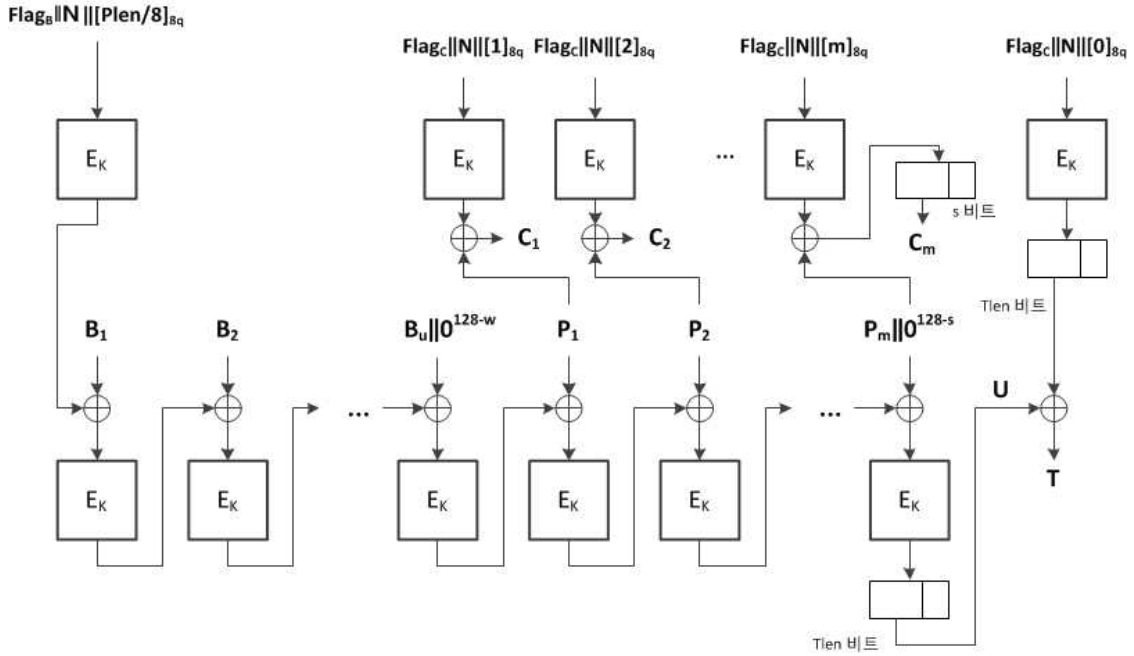 Flag_B||N||[Plen/8]_8q
Flag_C||N||[1]_8q Flag_C||N||[2]_8q Flag_C||N||[m]_8q Flag_C||N||[0]_8q
E_K E_K E_K ... E_K E_K
s 비트
C_1 C_2 C_m
Tlen 비트
B_1 B_2 B_u||0^128-w P_1 P_2 P_m||0^128-s
U
... ...
T
E_K E_K E_K E_K E_K E_K
Tlen 비트